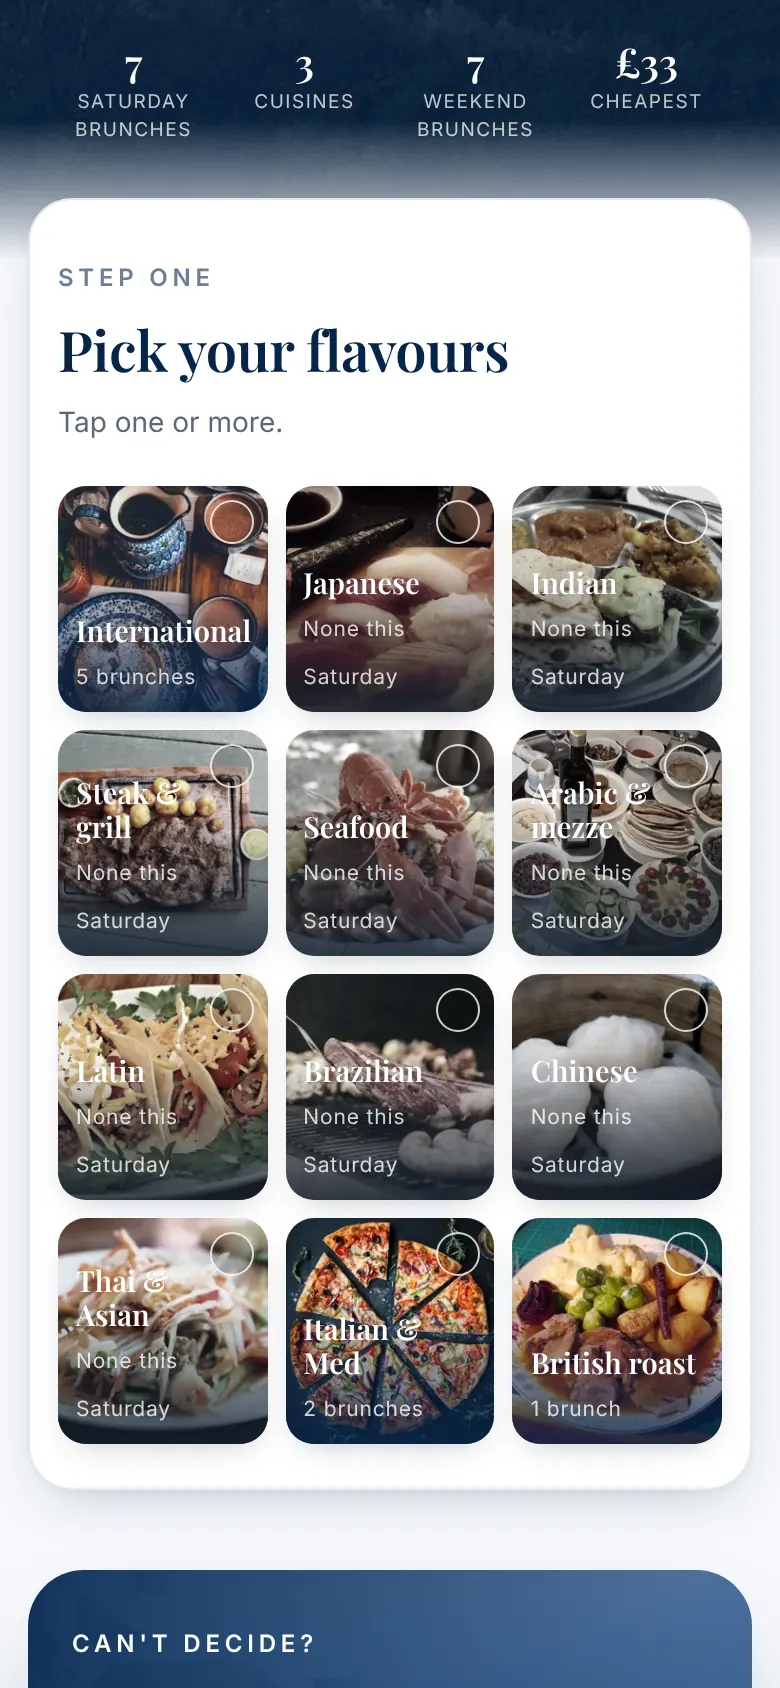 7
SATURDAY
BRUNCHES
3
CUISINES
7
WEEKEND
BRUNCHES
£33
CHEAPEST
STEP ONE
Pick your flavours
Tap one or more.
International
5 brunches
Japanese
None this
Saturday
Indian
None this
Saturday
Steak &
grill
None this
Saturday
Seafood
None this
Saturday
Arabic &
mezze
None this
Saturday
Latin
None this
Saturday
Brazilian
None this
Saturday
Chinese
None this
Saturday
Thai &
Asian
None this
Saturday
Italian &
Med
2 brunches
British roast
1 brunch
CAN'T DECIDE?